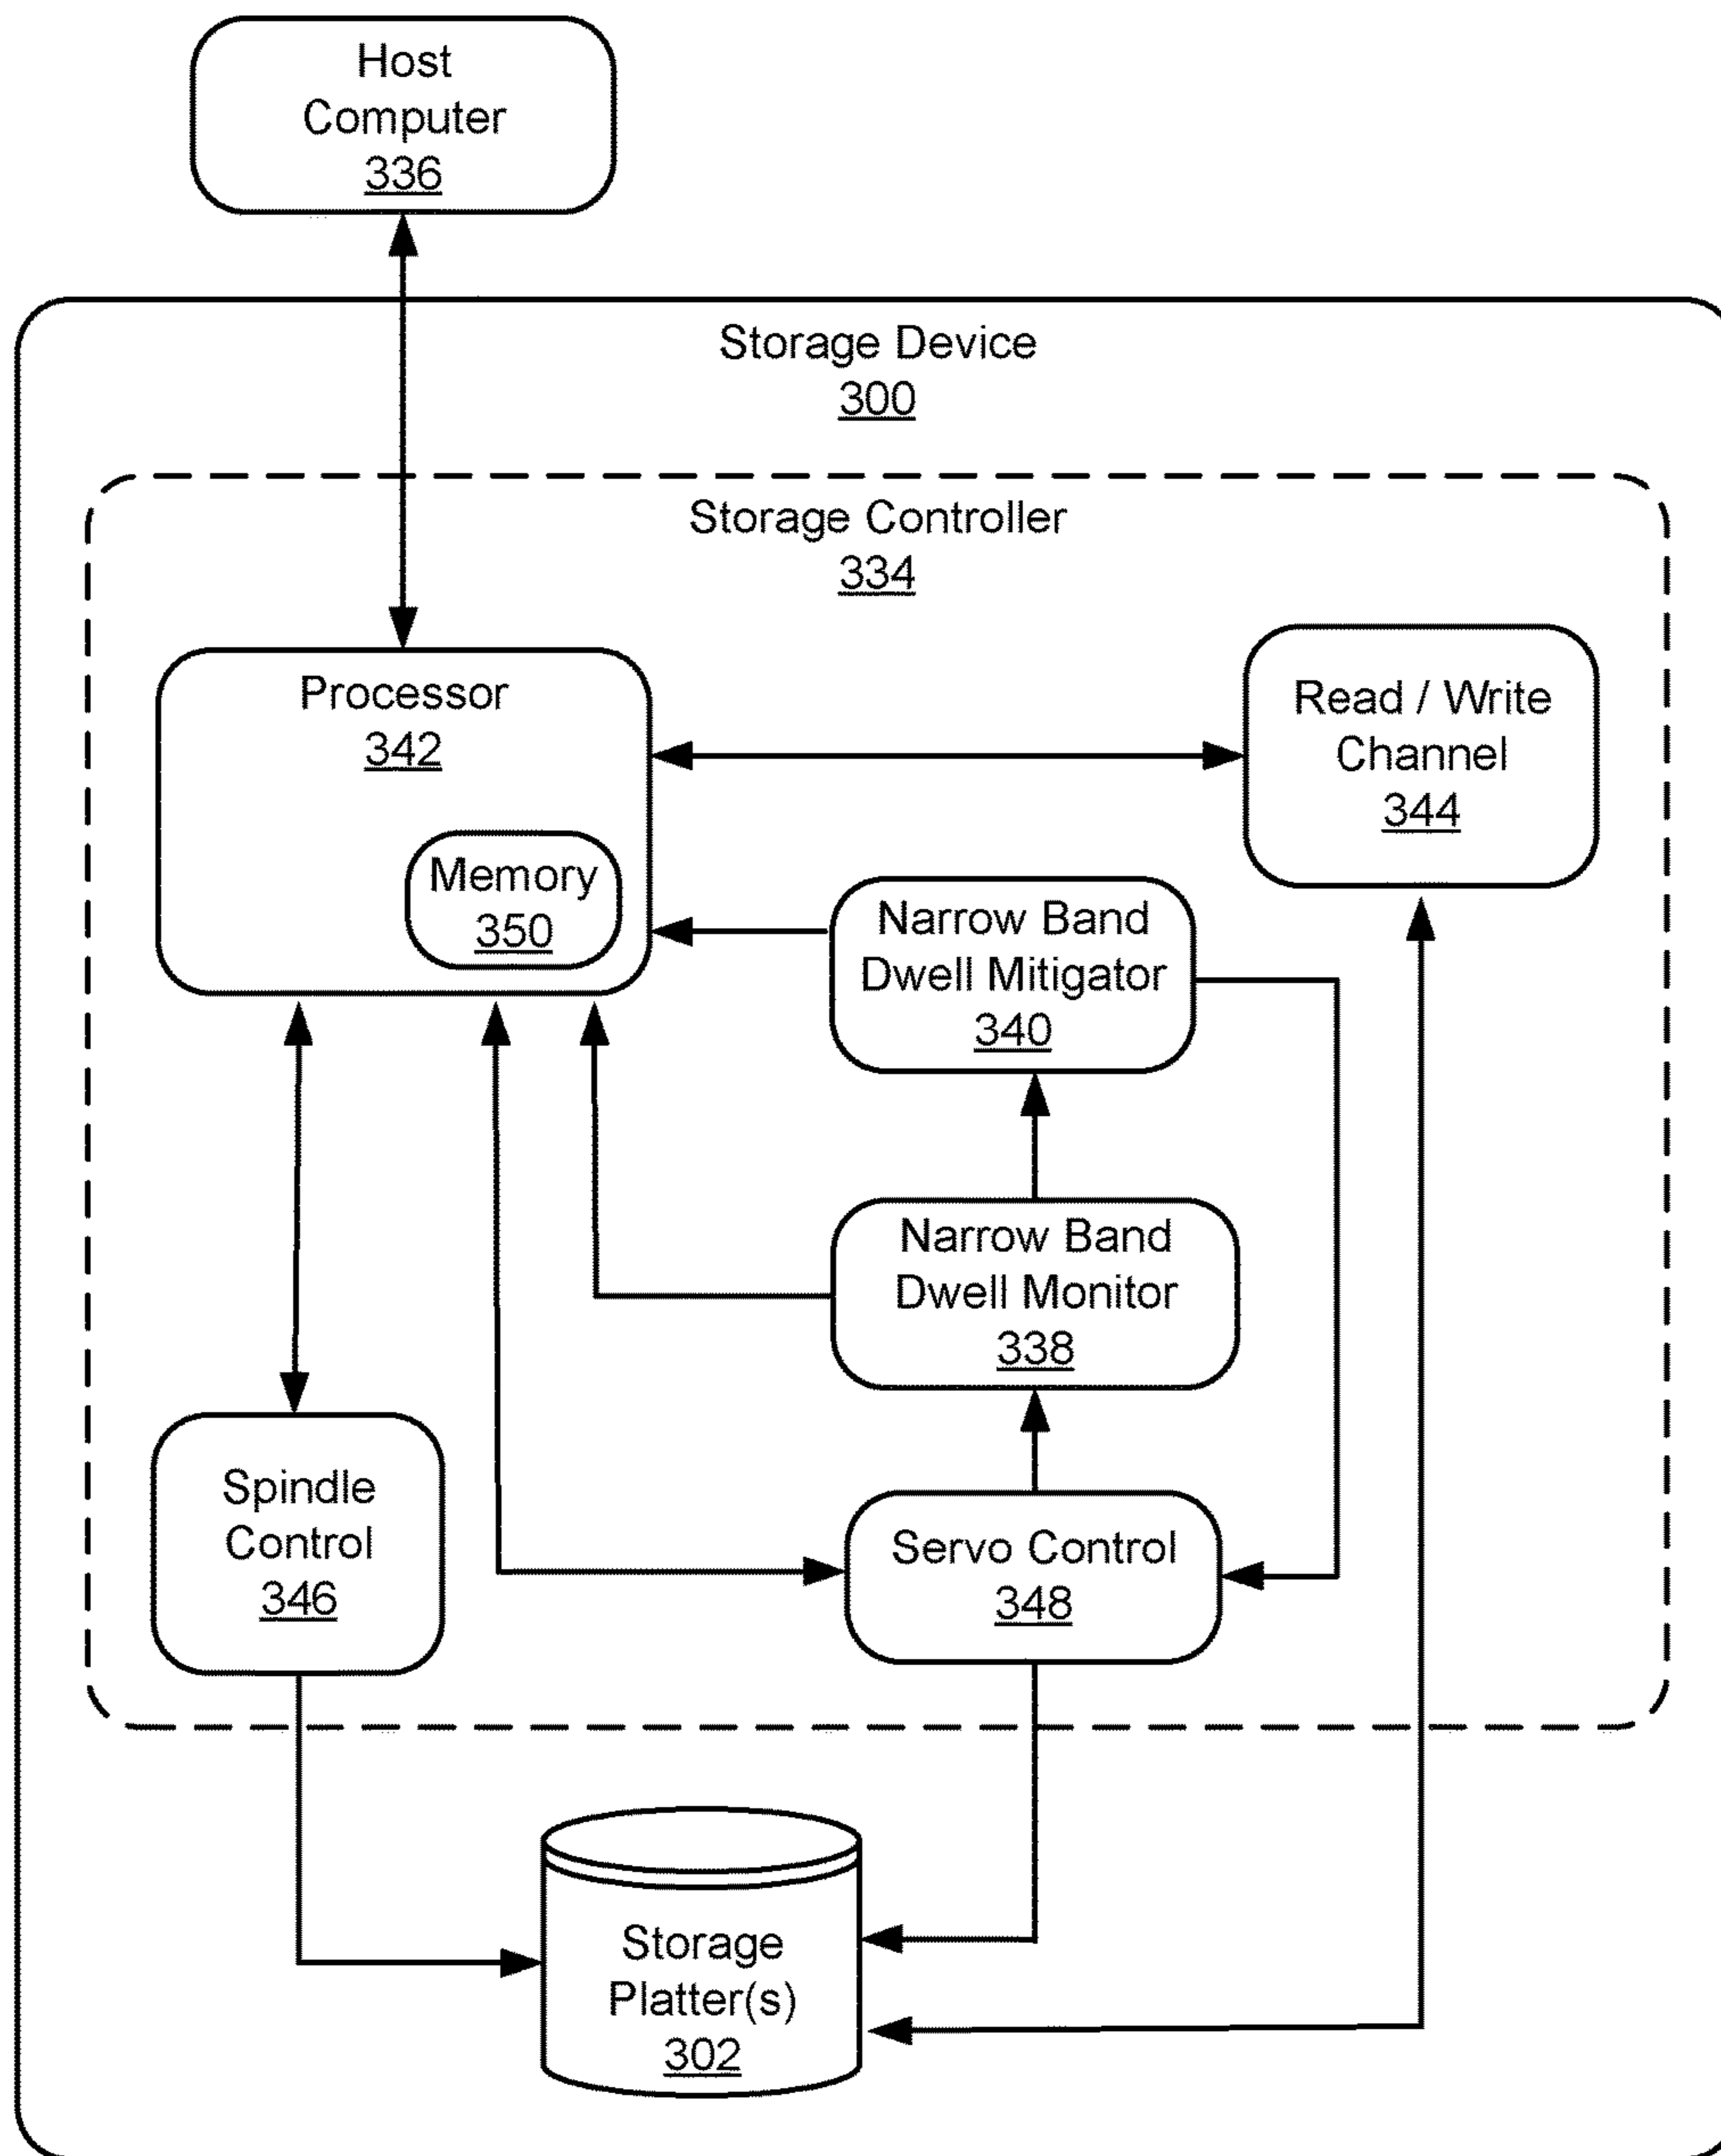 Host
Computer
336
Storage Device
300
Storage Controller
334
Processor
342
Read / Write
Channel
344
Memory
350
Narrow Band
Dwell Mitigator
340
Narrow Band
Dwell Monitor
338
Spindle
Control
346
Servo Control
348
Storage
Platter(s)
302